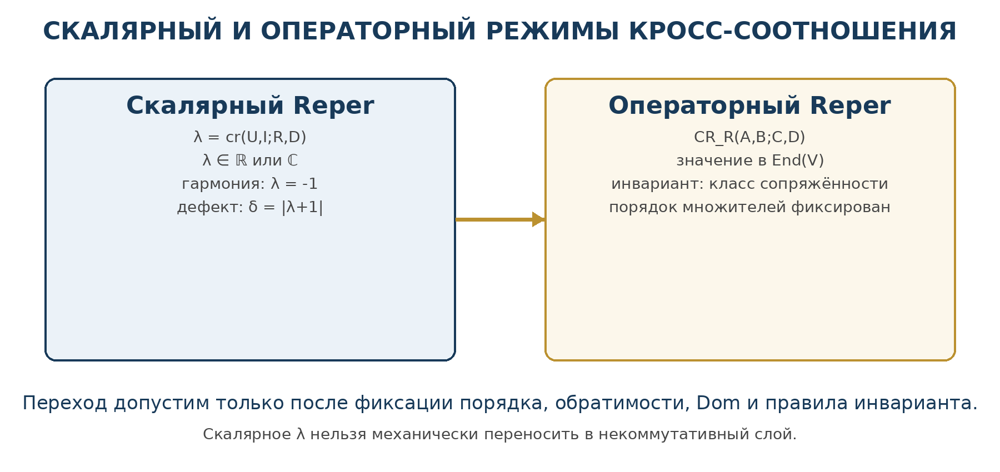 СКАЛЯРНЫЙ И ОПЕРАТОРНЫЙ РЕЖИМЫ КРОСС-СООТНОШЕНИЯ
Скалярный Reper
λ = cr(U,I;R,D)
λ ∈ ℝ или ℂ
гармония: λ = -1
дефект: δ = |λ+1|
Операторный Reper
CR_R(A,B;C,D)
значение в End(V)
инвариант: класс сопряжённости
порядок множителей фиксирован
Переход допустим только после фиксации порядка, обратимости, Dom и правила инварианта.
Скалярное λ нельзя механически переносить в некоммутативный слой.